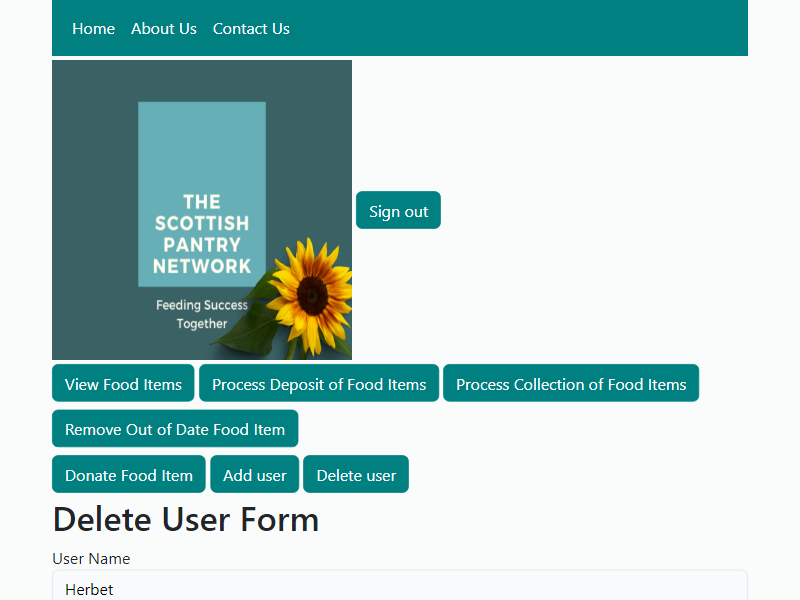 Home About Us Contact Us
THE
SCOTTISH
PANTRY
NETWORK
Feeding Success
Together
Sign out
View Food Items Process Deposit of Food Items Process Collection of Food Items
Remove Out of Date Food Item
Donate Food Item Add user Delete user
Delete User Form
User Name
Herbet